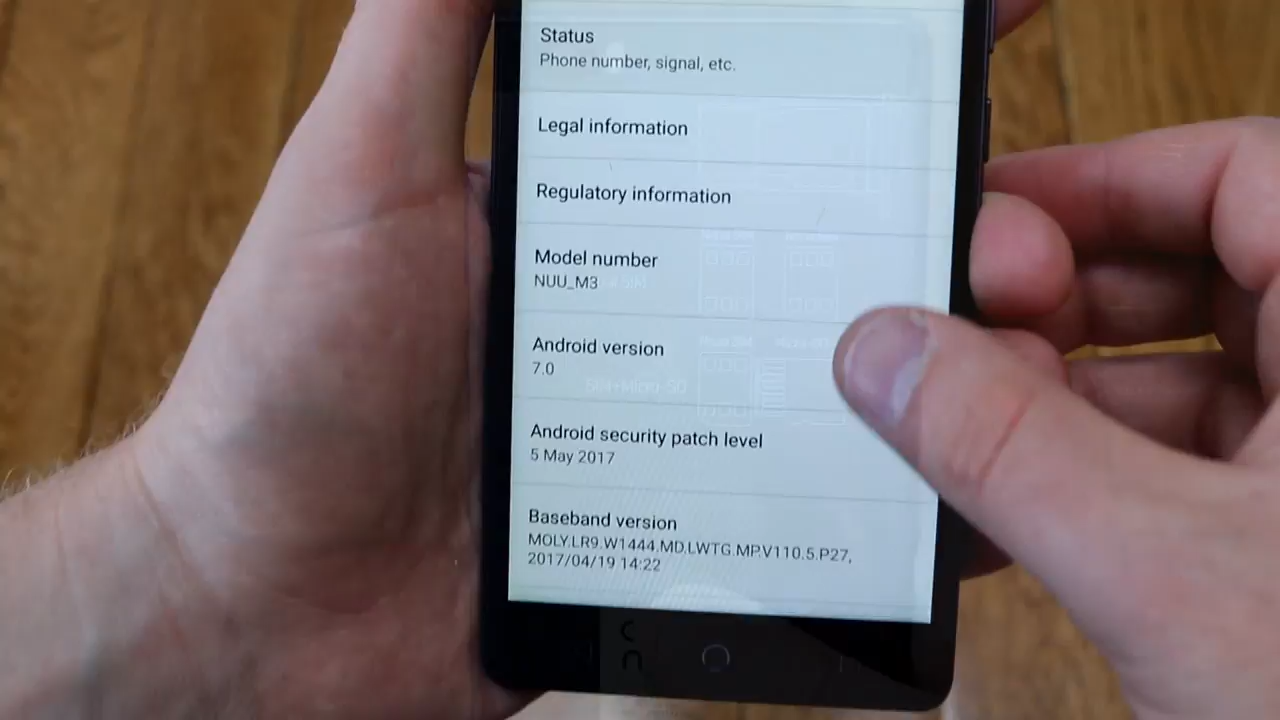 Status
Phone number, signal, etc.
Legal information
Regulatory information
Model number
NUU_M3
Android version
7.0
Android security patch level
5 May 2017
Baseband version
MOLY.LR9.W1444.MD.LWTG.MP.V110.5.P27,
2017/04/19 14:22